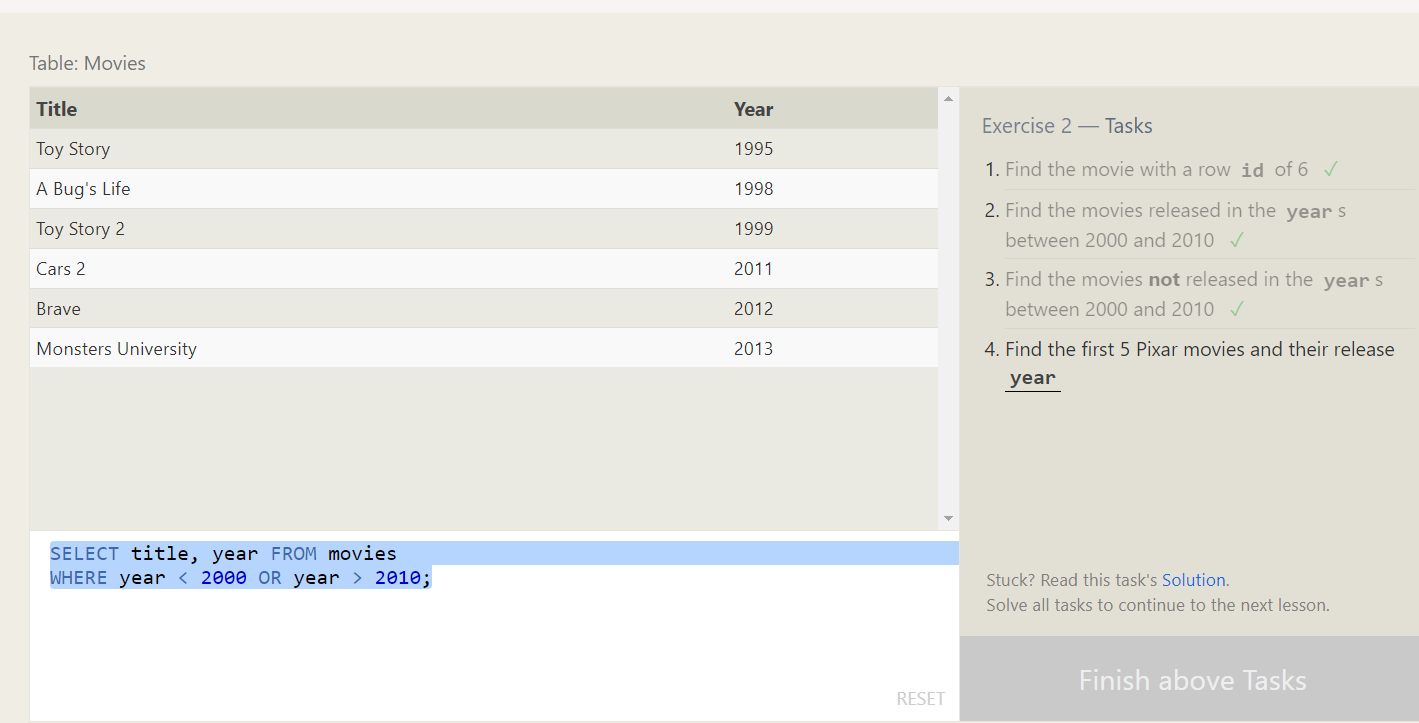 Table: Movies
Title Year
Toy Story 1995
A Bug's Life 1998
Toy Story 2 1999
Cars 2 2011
Brave 2012
Monsters University 2013
SELECT title, year FROM movies
WHERE year < 2000 OR year > 2010;
RESET
Exercise 2 — Tasks
1. Find the movie with a row id of 6 ✓
2. Find the movies released in the year s
between 2000 and 2010 ✓
3. Find the movies not released in the year s
between 2000 and 2010 ✓
4. Find the first 5 Pixar movies and their release
year
Stuck? Read this task's Solution.
Solve all tasks to continue to the next lesson.
Finish above Tasks